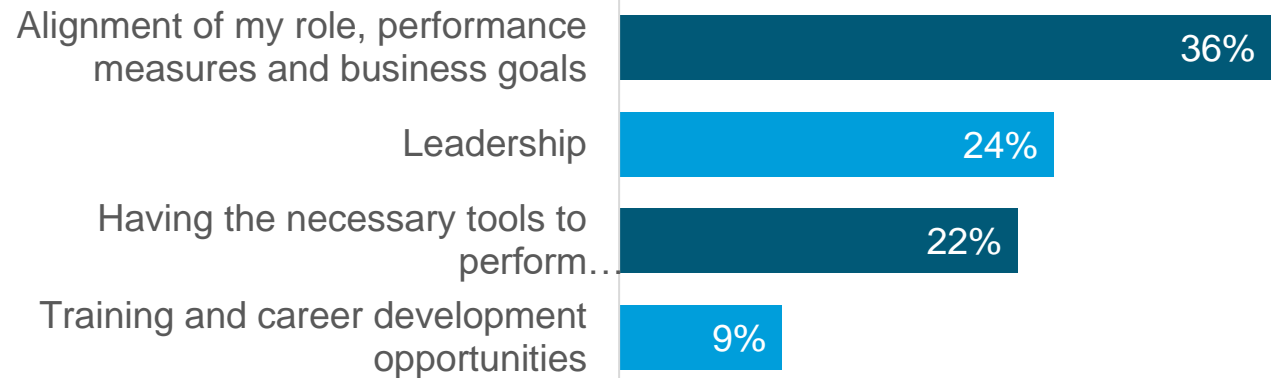 Alignment of my role, performance
measures and business goals
36%
Leadership
24%
Having the necessary tools to
perform…
22%
Training and career development
opportunities
9%